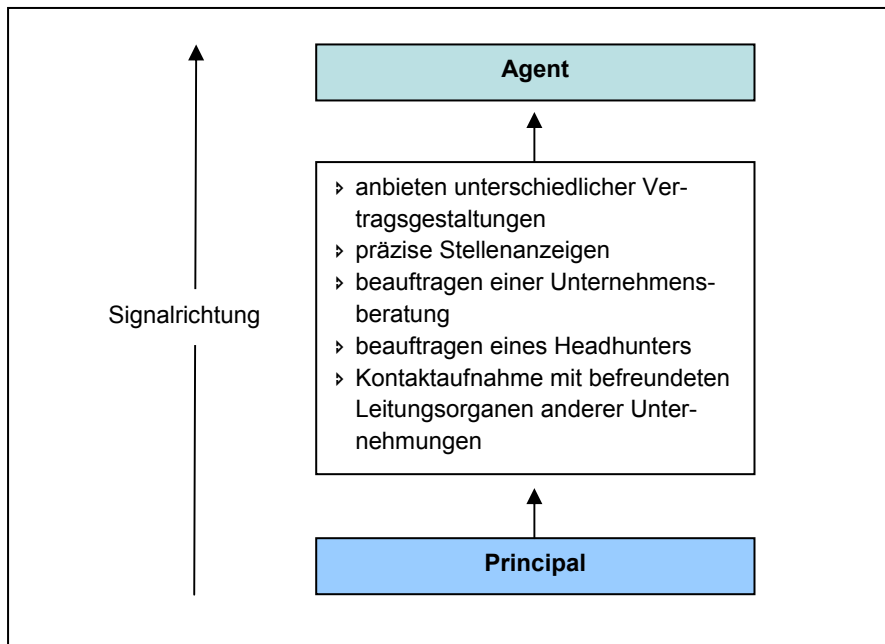 Agent
▹ anbieten unterschiedlicher Ver-
tragsgestaltungen
▹ präzise Stellenanzeigen
▹ beauftragen einer Unternehmens-
beratung
▹ beauftragen eines Headhunters
▹ Kontaktaufnahme mit befreundeten
Leitungsorganen anderer Unter-
nehmungen
Signalrichtung
Principal